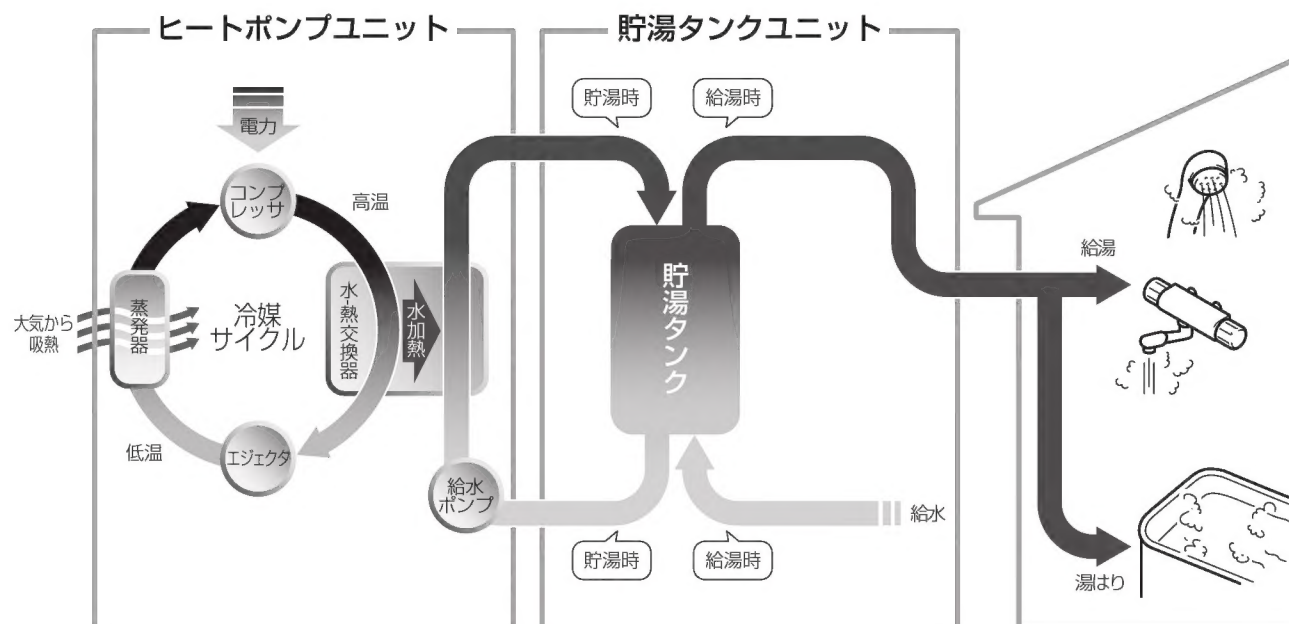 ヒートポンプユニット
貯湯タンクユニット
電力
コンプ
レッサ
高温
蒸発器
大気から
吸熱
冷媒
サイクル
水-熱交換器
水加熱
低温
エジェクタ
給水
ポンプ
貯湯時
給湯時
貯湯タンク
貯湯時
給湯時
給水
給湯
湯はり